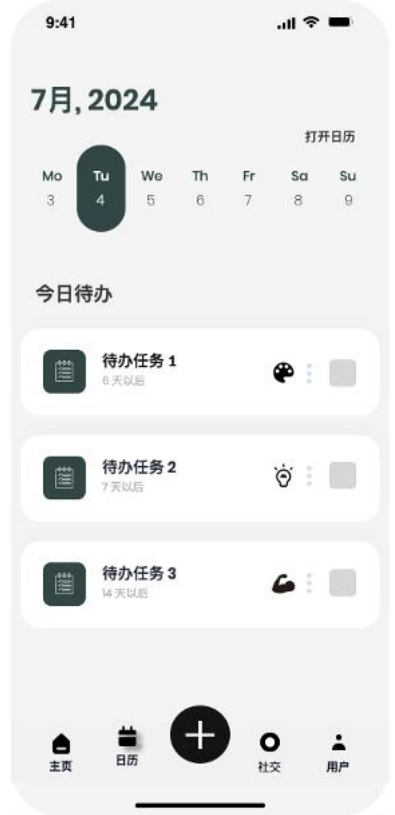 9:41
7月, 2024
打开日历
Mo Tu We Th Fr Sa Su
3 4 5 6 7 8 9
今日待办
待办任务 1
6 天以后
待办任务 2
7 天以后
待办任务 3
14 天以后
主页 日历 社交 用户